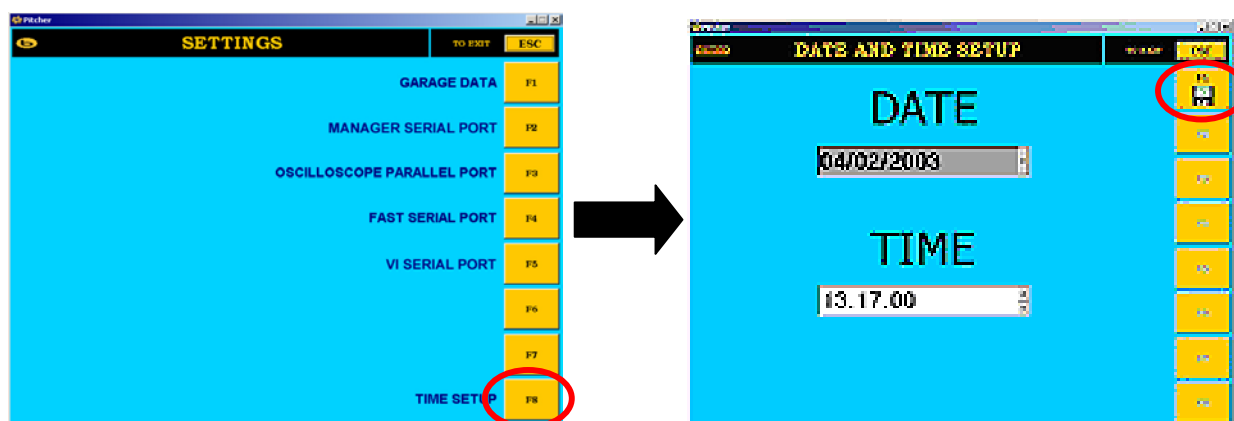 Pitcher
SETTINGS
TO EXIT
ESC
GARAGE DATA F1
MANAGER SERIAL PORT F2
OSCILLOSCOPE PARALLEL PORT F3
FAST SERIAL PORT F4
VI SERIAL PORT F5
F6
F7
TIME SETUP F8
DATE AND TIME SETUP
DATE
04/02/2003
TIME
13.17.00